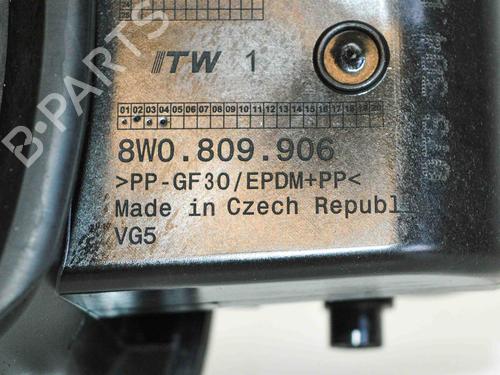 ITW 1
01 02 03 04 05 06 07 08 09 10 11 12 13 14 15 16 17 18 19 20
8W0.809.906
>PP-GF30/EPDM+PP<
Made in Czech Republi
VG5
B-PARTS